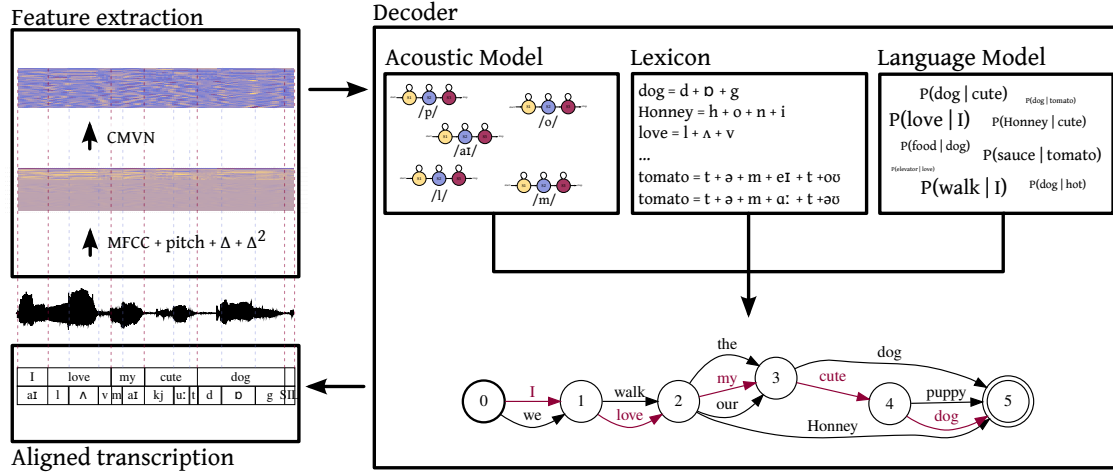 Feature extraction
CMVN
MFCC + pitch + Δ + Δ²
I love my cute dog
aɪ l ʌ v m aɪ kj uː t d ɒ g SIL
Aligned transcription
Decoder
Acoustic Model
/p/
/o/
/aɪ/
/l/
/m/
Lexicon
dog = d + ɒ + g
Honney = h + o + n + i
love = l + ʌ + v
...
tomato = t + ə + m + eɪ + t +oʊ
tomato = t + ə + m + ɑː + t +əʊ
Language Model
P(dog | cute)
P(dog | tomato)
P(love | I)
P(Honney | cute)
P(food | dog)
P(sauce | tomato)
P(elevator | love)
P(walk | I)
P(dog | hot)
0 I we 1 walk love 2 the my our 3 cute dog 4 puppy dog Honney 5